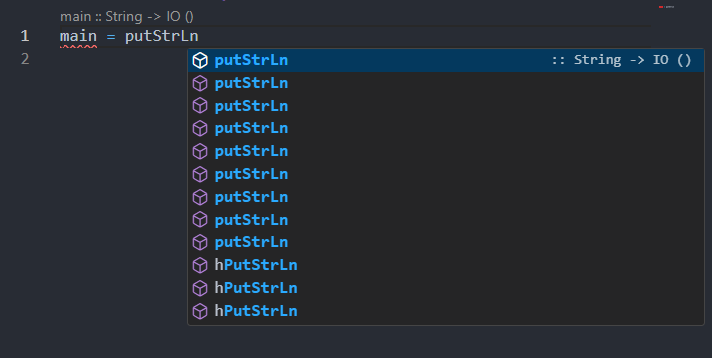 main :: String -> IO ()
1 main = putStrLn
2
putStrLn :: String -> IO ()
putStrLn
putStrLn
putStrLn
putStrLn
putStrLn
putStrLn
putStrLn
putStrLn
hPutStrLn
hPutStrLn
hPutStrLn